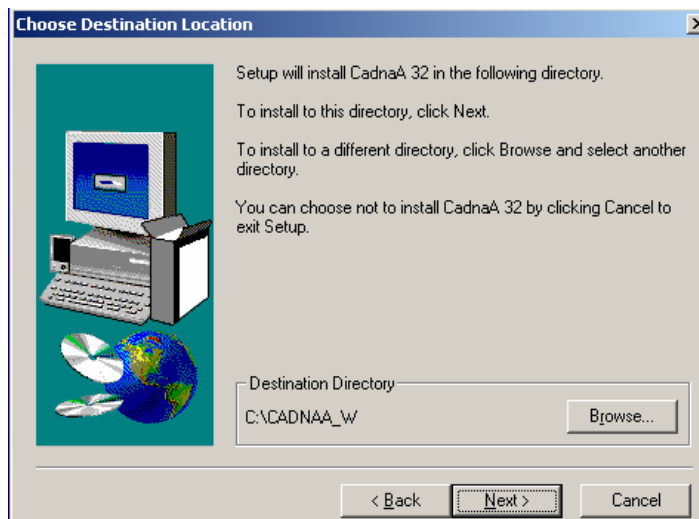 Choose Destination Location
Setup will install CadnaA 32 in the following directory.
To install to this directory, click Next.
To install to a different directory, click Browse and select another
directory.
You can choose not to install CadnaA 32 by clicking Cancel to
exit Setup.
Destination Directory
C:\CADNAA_W
Browse...
< Back
Next >
Cancel